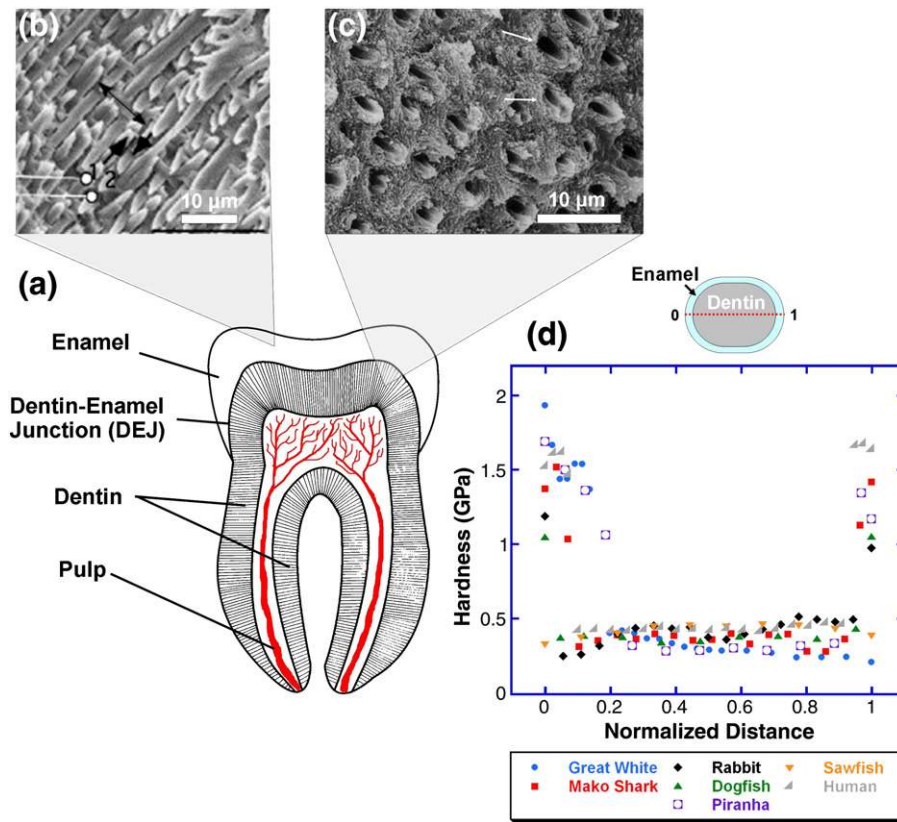 (b)
1
2
10 µm
(c)
10 µm
(a)
Enamel
Dentin-Enamel
Junction (DEJ)
Dentin
Pulp
Enamel
Dentin
0
1
(d)
2
1.5
1
0.5
0
Hardness (GPa)
0 0.2 0.4 0.6 0.8 1
Normalized Distance
Great White Rabbit Sawfish
Mako Shark Dogfish Human
Piranha